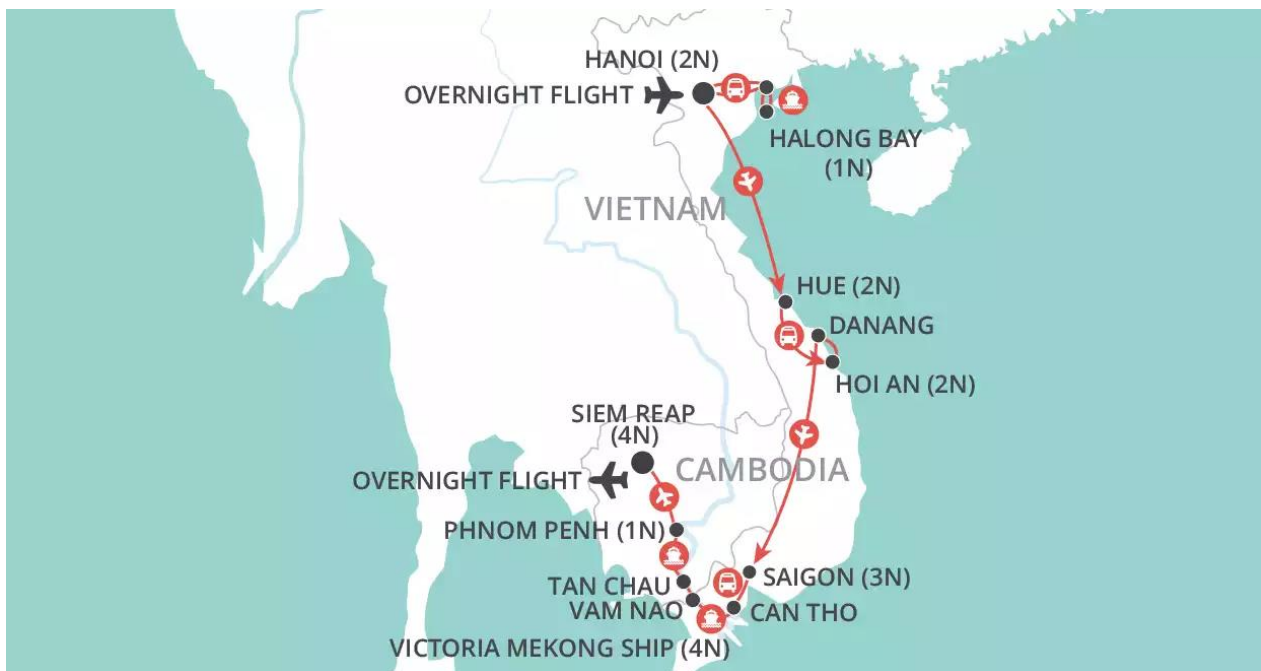 HANOI (2N)
OVERNIGHT FLIGHT
HALONG BAY
(1N)
VIETNAM
HUE (2N)
DANANG
HOI AN (2N)
SIEM REAP
(4N)
CAMBODIA
OVERNIGHT FLIGHT
PHNOM PENH (1N)
SAIGON (3N)
TAN CHAU
VAM NAO
CAN THO
VICTORIA MEKONG SHIP (4N)